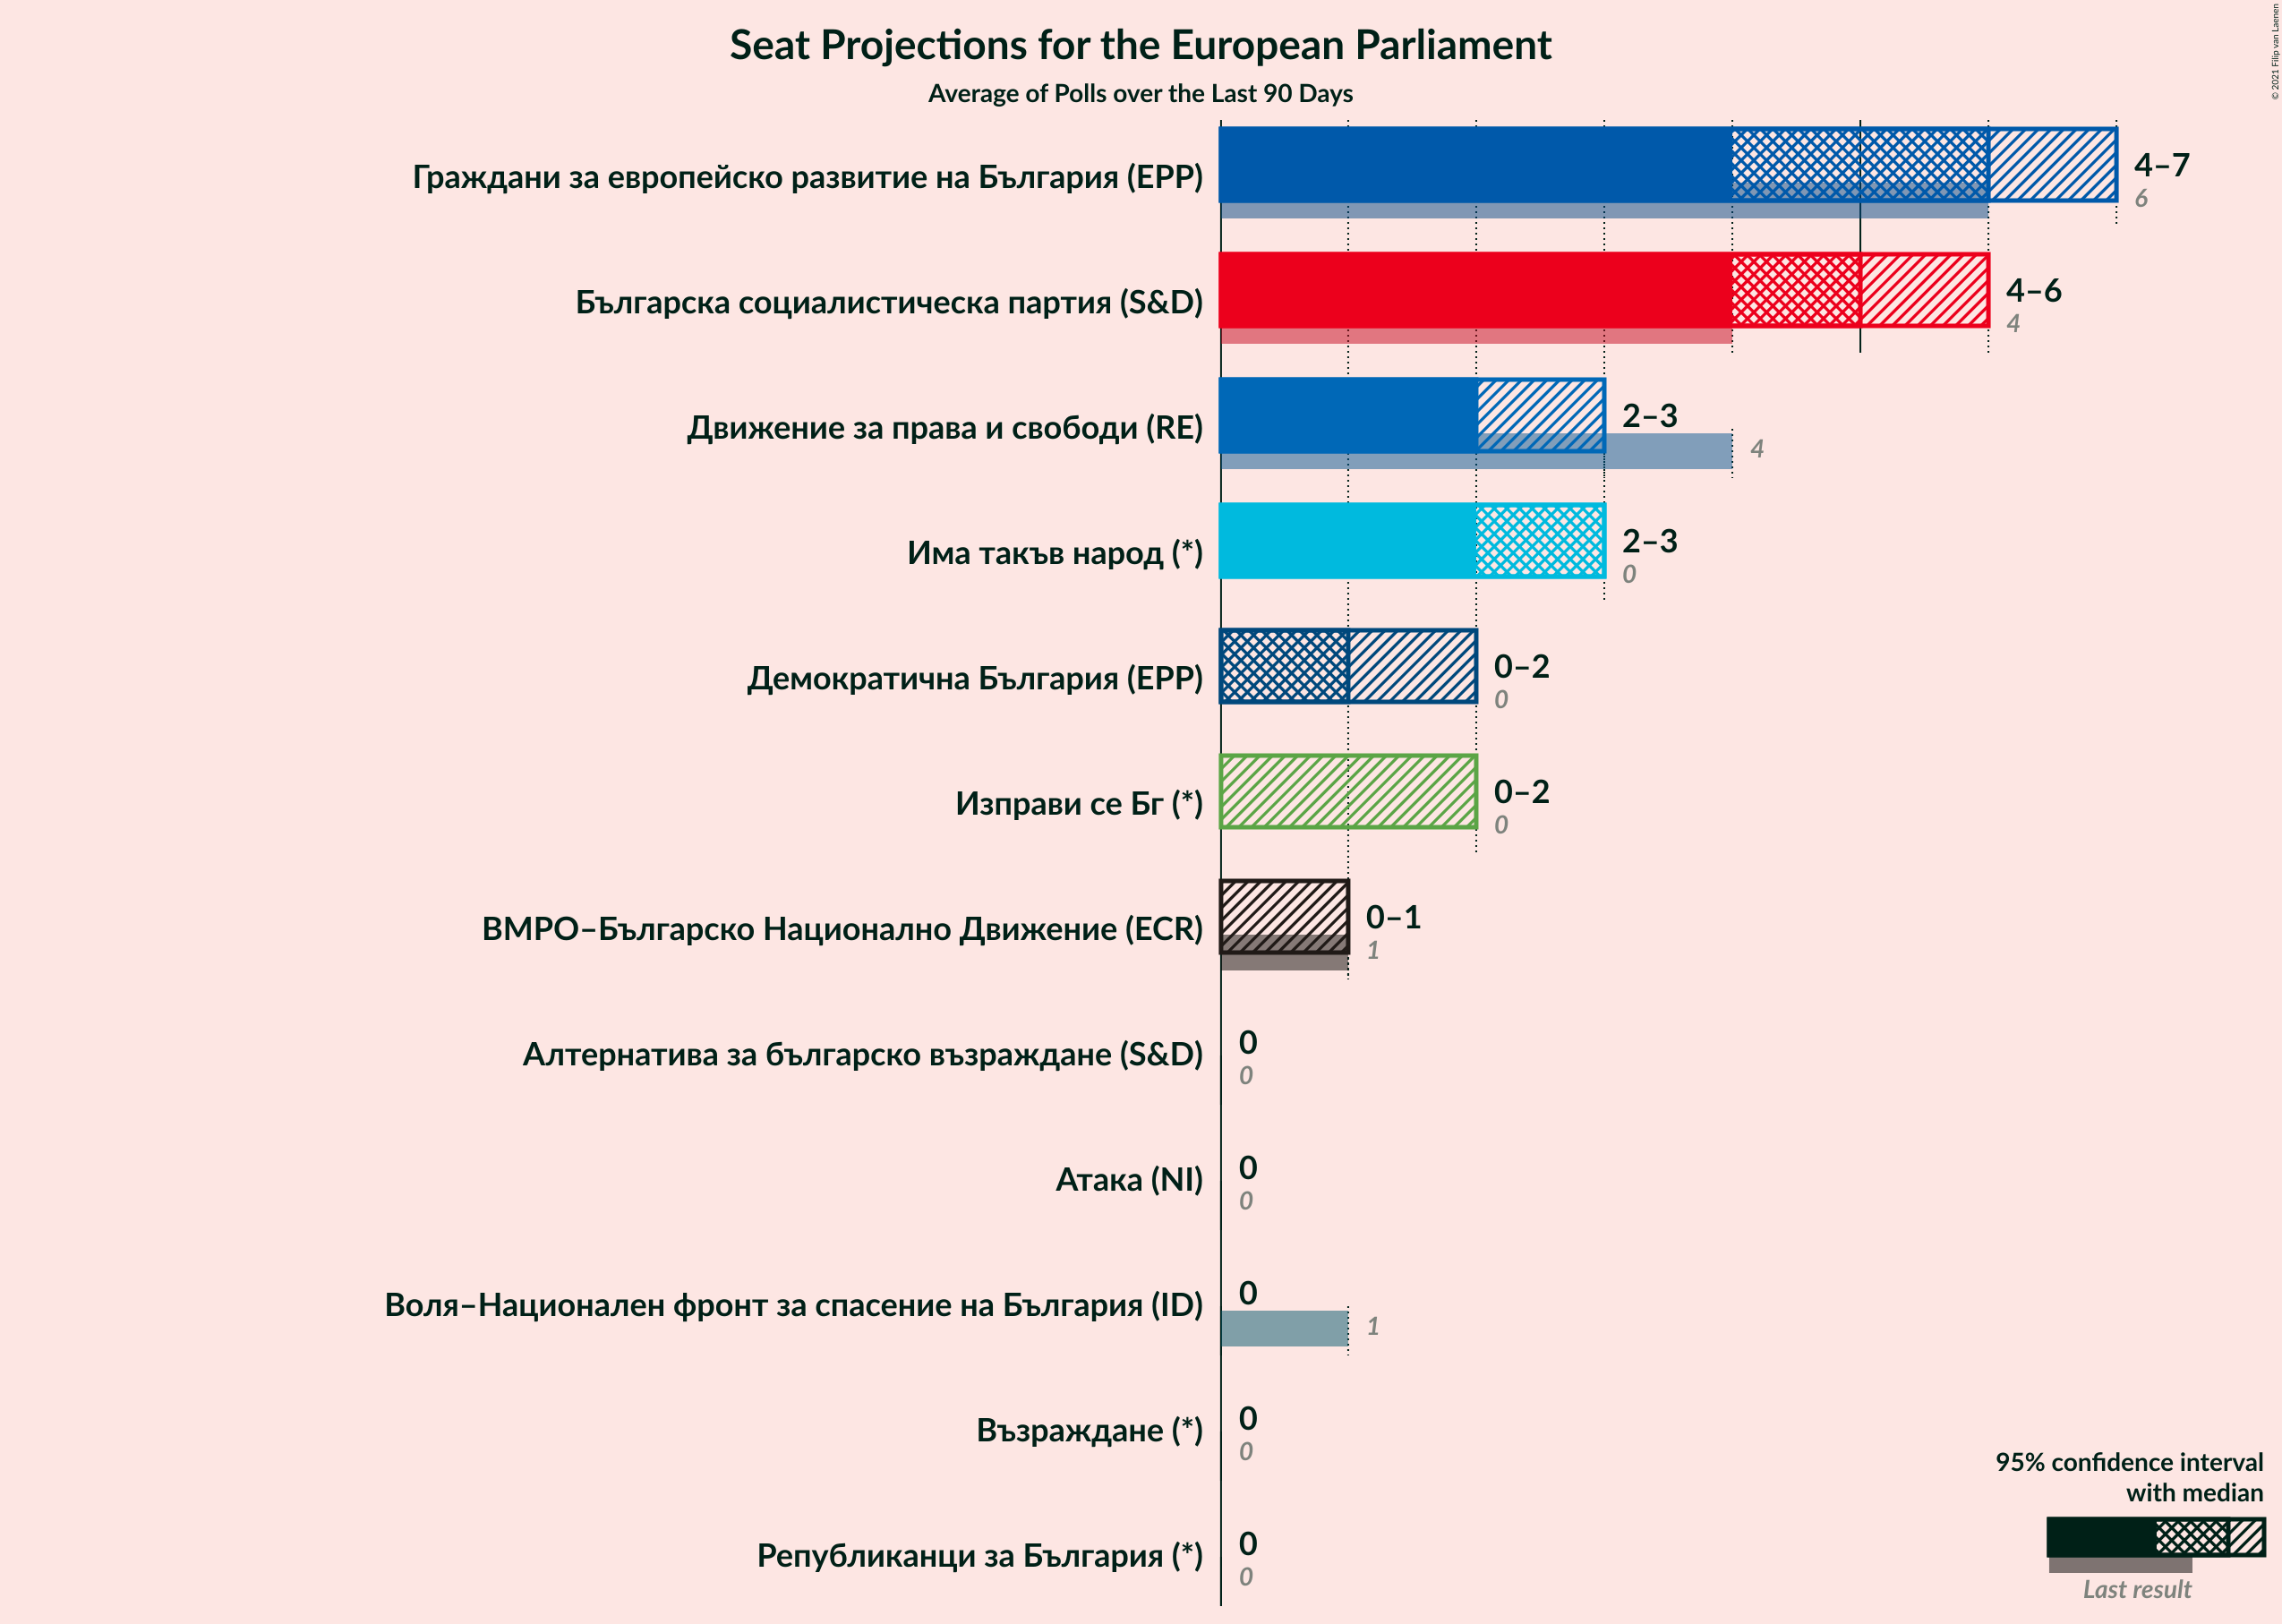 Seat Projections for the European Parliament
Average of Polls over the Last 90 Days
© 2021 Filip van Laenen
Граждани за европейско развитие на България (EPP)
4–7
6
Българска социалистическа партия (S&D)
4–6
4
Движение за права и свободи (RE)
2–3
4
Има такъв народ (*)
2–3
0
Демократична България (EPP)
0–2
0
Изправи се Бг (*)
0–2
0
ВМРО–Българско Национално Движение (ECR)
0–1
1
Алтернатива за българско възраждане (S&D)
0
0
Атака (NI)
0
0
Воля–Национален фронт за спасение на България (ID)
0
1
Възраждане (*)
0
0
Републиканци за България (*)
0
0
95% confidence interval
with median
Last result